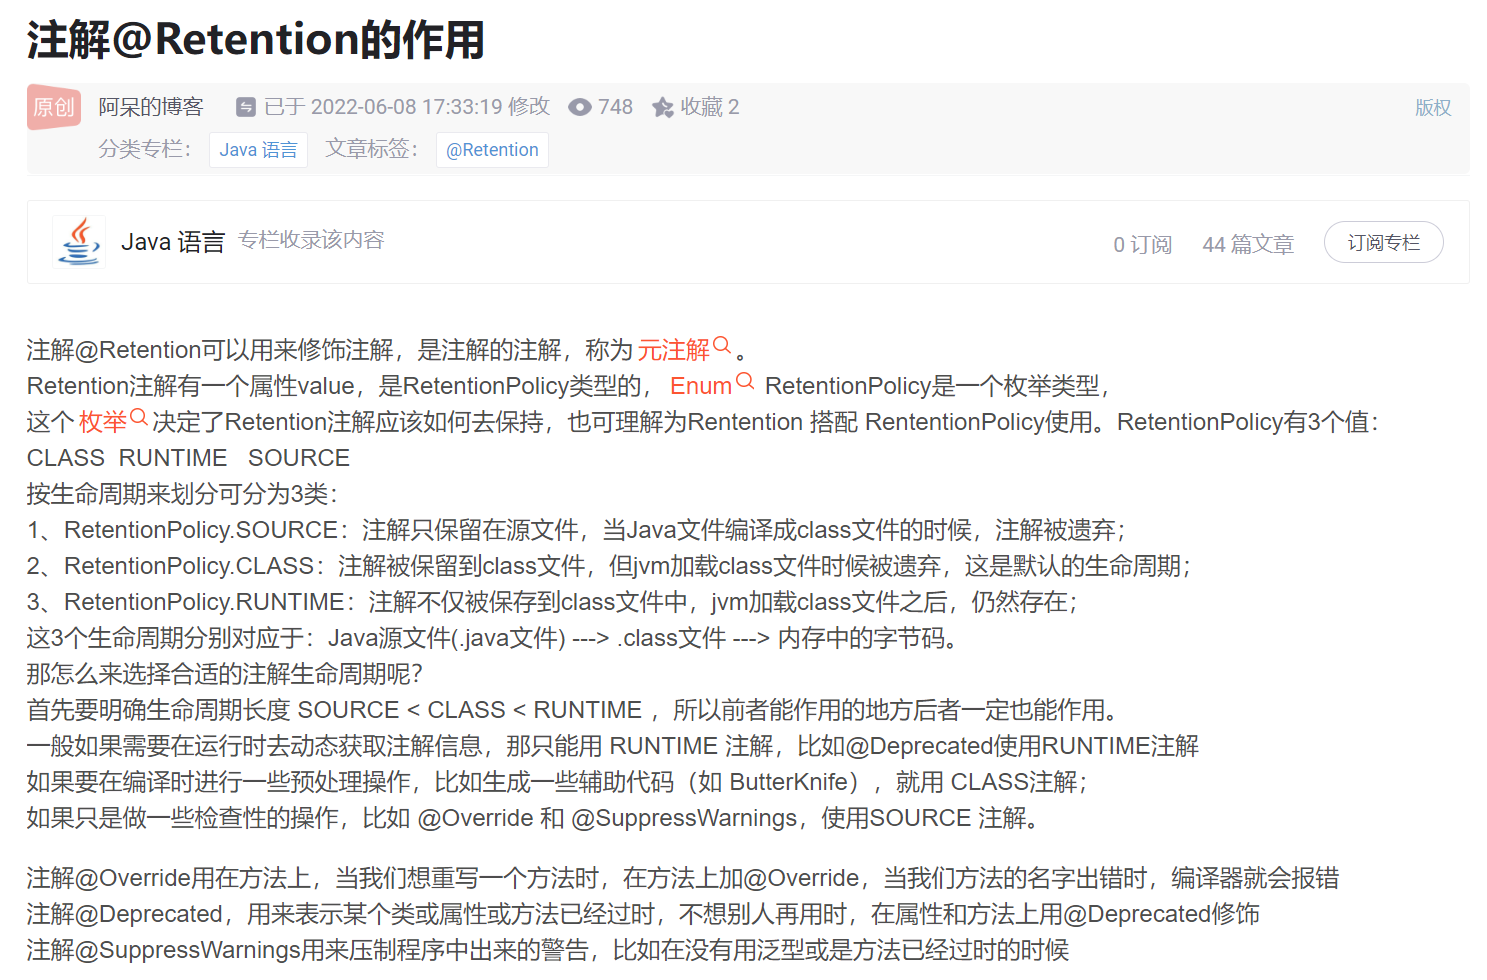 注解@Retention的作用
原创 阿呆的博客 已于 2022-06-08 17:33:19 修改 748 收藏 2 版权
分类专栏： Java 语言 文章标签： @Retention
Java 语言 专栏收录该内容 0 订阅 44 篇文章 订阅专栏
注解@Retention可以用来修饰注解，是注解的注解，称为 元注解 。
Retention注解有一个属性value，是RetentionPolicy类型的， Enum RetentionPolicy是一个枚举类型，
这个 枚举 决定了Retention注解应该如何去保持，也可理解为Rentention 搭配 RententionPolicy使用。RetentionPolicy有3个值：
CLASS RUNTIME SOURCE
按生命周期来划分可分为3类：
1、RetentionPolicy.SOURCE：注解只保留在源文件，当Java文件编译成class文件的时候，注解被遗弃；
2、RetentionPolicy.CLASS：注解被保留到class文件，但jvm加载class文件时候被遗弃，这是默认的生命周期；
3、RetentionPolicy.RUNTIME：注解不仅被保存到class文件中，jvm加载class文件之后，仍然存在；
这3个生命周期分别对应于：Java源文件(.java文件) ---> .class文件 ---> 内存中的字节码。
那怎么来选择合适的注解生命周期呢？
首先要明确生命周期长度 SOURCE < CLASS < RUNTIME ，所以前者能作用的地方后者一定也能作用。
一般如果需要在运行时去动态获取注解信息，那只能用 RUNTIME 注解，比如@Deprecated使用RUNTIME注解
如果要在编译时进行一些预处理操作，比如生成一些辅助代码（如 ButterKnife），就用 CLASS注解；
如果只是做一些检查性的操作，比如 @Override 和 @SuppressWarnings，使用SOURCE 注解。
注解@Override用在方法上，当我们想重写一个方法时，在方法上加@Override，当我们方法的名字出错时，编译器就会报错
注解@Deprecated，用来表示某个类或属性或方法已经过时，不想别人再用时，在属性和方法上用@Deprecated修饰
注解@SuppressWarnings用来压制程序中出来的警告，比如在没有用泛型或是方法已经过时的时候